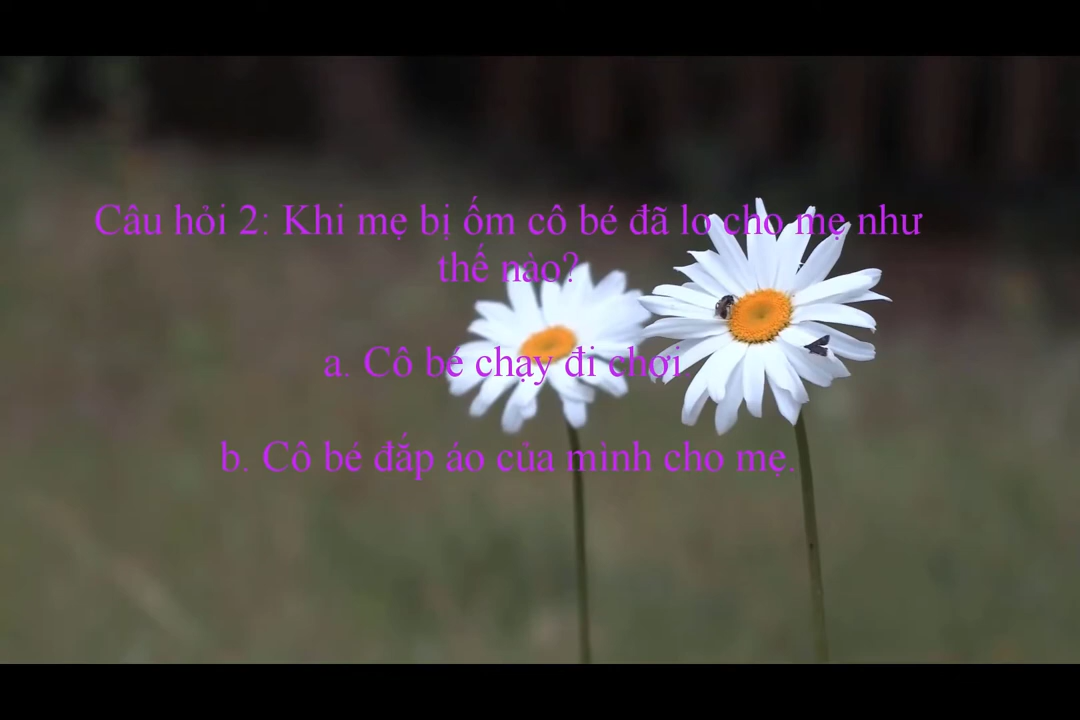 Câu hỏi 2: Khi mẹ bị ốm cô bé đã lo cho mẹ như
thế nào?
a. Cô bé chạy đi chơi
b. Cô bé đắp áo của mình cho mẹ.